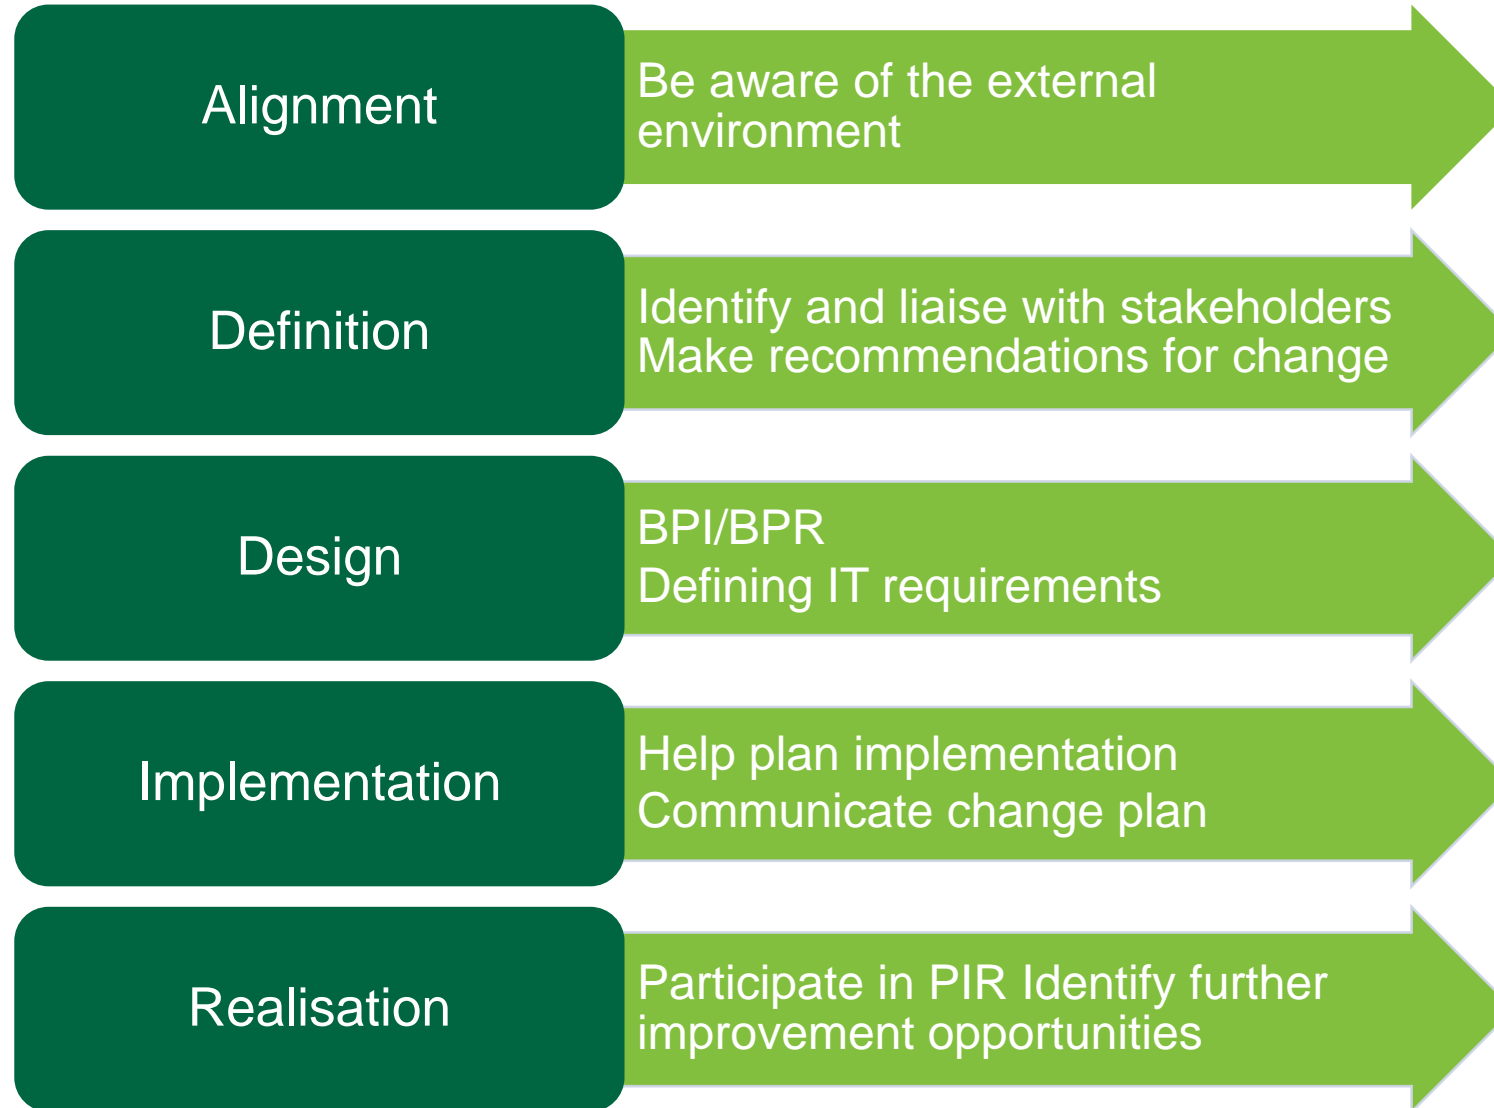 Alignment
Be aware of the external
environment
Definition
Identify and liaise with stakeholders
Make recommendations for change
Design
BPI/BPR
Defining IT requirements
Implementation
Help plan implementation
Communicate change plan
Realisation
Participate in PIR Identify further
improvement opportunities